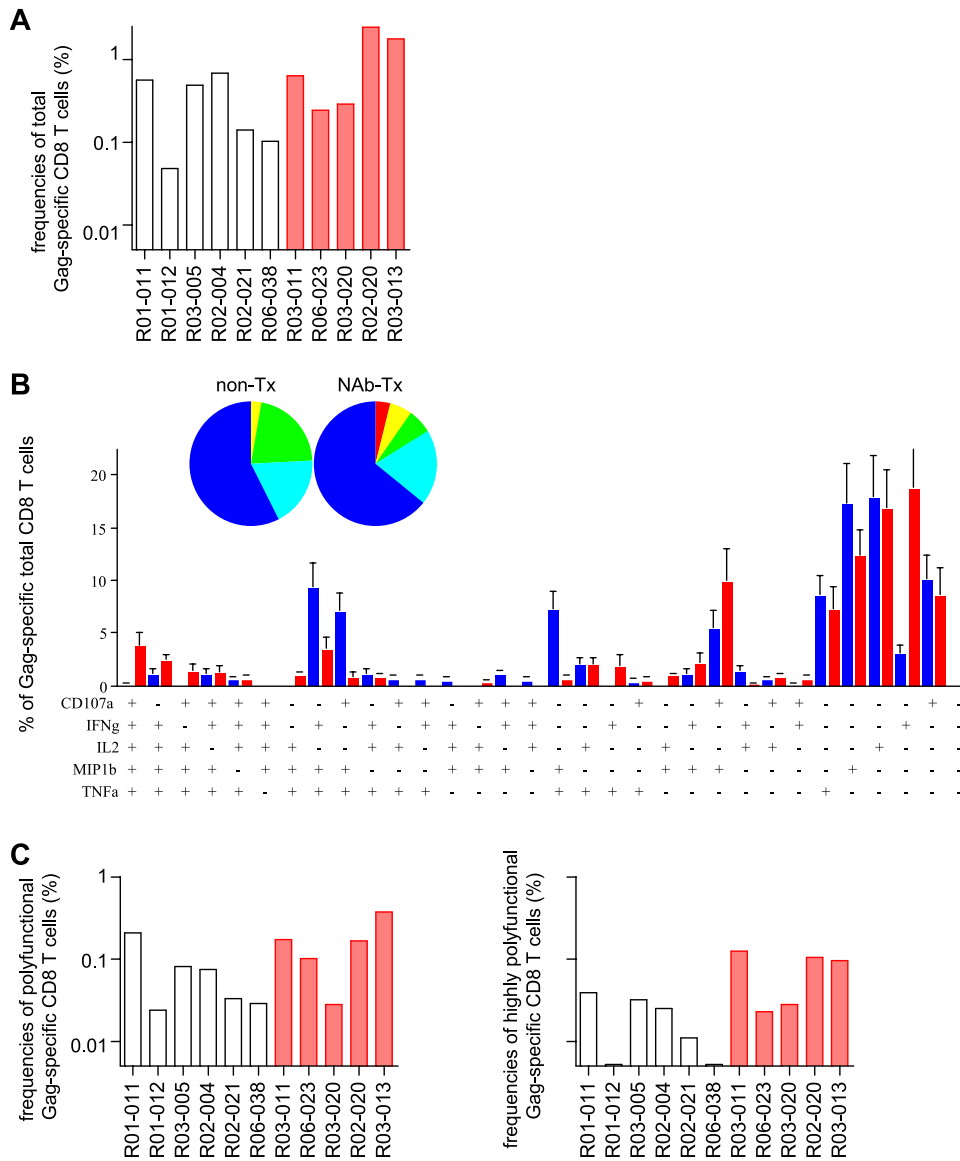 A
frequencies of total
Gag-specific CD8 T cells (%)
1
0.1
0.01
R01-011
R01-012
R03-005
R02-004
R02-021
R06-038
R03-011
R06-023
R03-020
R02-020
R03-013
B
non-Tx
NAb-Tx
% of Gag-specific total CD8 T cells
20
15
10
5
0
CD107a + - + + + + - - + - + - + - + - + - - - + - - + - + + - - - + -
IFNg + + - + + + - + - + - + + + - + - + - + - - + - + - + - - + - -
IL2 + + + - + + + - - + + - - + + - + - + - - + - - - + - - + - - -
MIP1b + + + + - + + + + - - - + + + + - - - - + + + - - - - + - - - -
TNFa + + + + + - + + + + + + - - - - + + + + - - - - - - + - - - - -
C
frequencies of polyfunctional
Gag-specific CD8 T cells (%)
1
0.1
0.01
R01-011
R01-012
R03-005
R02-004
R02-021
R06-038
R03-011
R06-023
R03-020
R02-020
R03-013
frequencies of highly polyfunctional
Gag-specific CD8 T cells (%)
R01-011
R01-012
R03-005
R02-004
R02-021
R06-038
R03-011
R06-023
R03-020
R02-020
R03-013